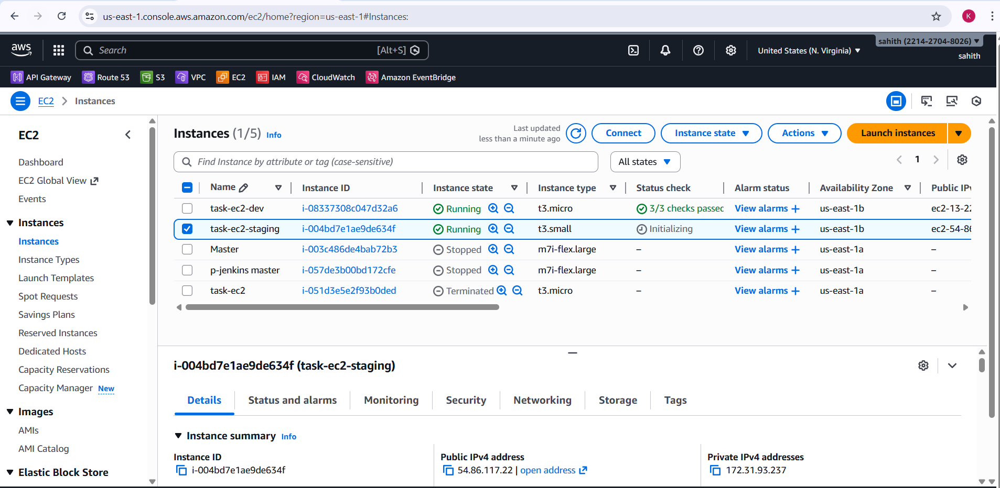 us-east-1.console.aws.amazon.com/ec2/home?region=us-east-1#Instances:
K
aws
Search
[Alt+S]
United States (N. Virginia)
sahith (2214-2704-8026)
sahith
API Gateway
Route 53
S3
VPC
EC2
IAM
CloudWatch
Amazon EventBridge
EC2
Instances
EC2
Dashboard
EC2 Global View
Events
Instances
Instances
Instance Types
Launch Templates
Spot Requests
Savings Plans
Reserved Instances
Dedicated Hosts
Capacity Reservations
Capacity Manager New
Images
AMIs
AMI Catalog
Elastic Block Store
Instances (1/5) Info
Last updated
less than a minute ago
Connect
Instance state
Actions
Launch instances
Find Instance by attribute or tag (case-sensitive)
All states
1
Name Instance ID Instance state Instance type Status check Alarm status Availability Zone Public IPv
task-ec2-dev i-08337308c047d32a6 Running t3.micro 3/3 checks passed View alarms + us-east-1b ec2-13-22
task-ec2-staging i-004bd7e1ae9de634f Running t3.small Initializing View alarms + us-east-1b ec2-54-86
Master i-003c486de4bab72b3 Stopped m7i-flex.large – View alarms + us-east-1a –
p-jenkins master i-057de3b00bd172cfe Stopped m7i-flex.large – View alarms + us-east-1a –
task-ec2 i-051d3e5e2f93b0ded Terminated t3.micro – View alarms + us-east-1a –
i-004bd7e1ae9de634f (task-ec2-staging)
Details
Status and alarms
Monitoring
Security
Networking
Storage
Tags
Instance summary Info
Instance ID
i-004bd7e1ae9de634f
Public IPv4 address
54.86.117.22 | open address
Private IPv4 addresses
172.31.93.237